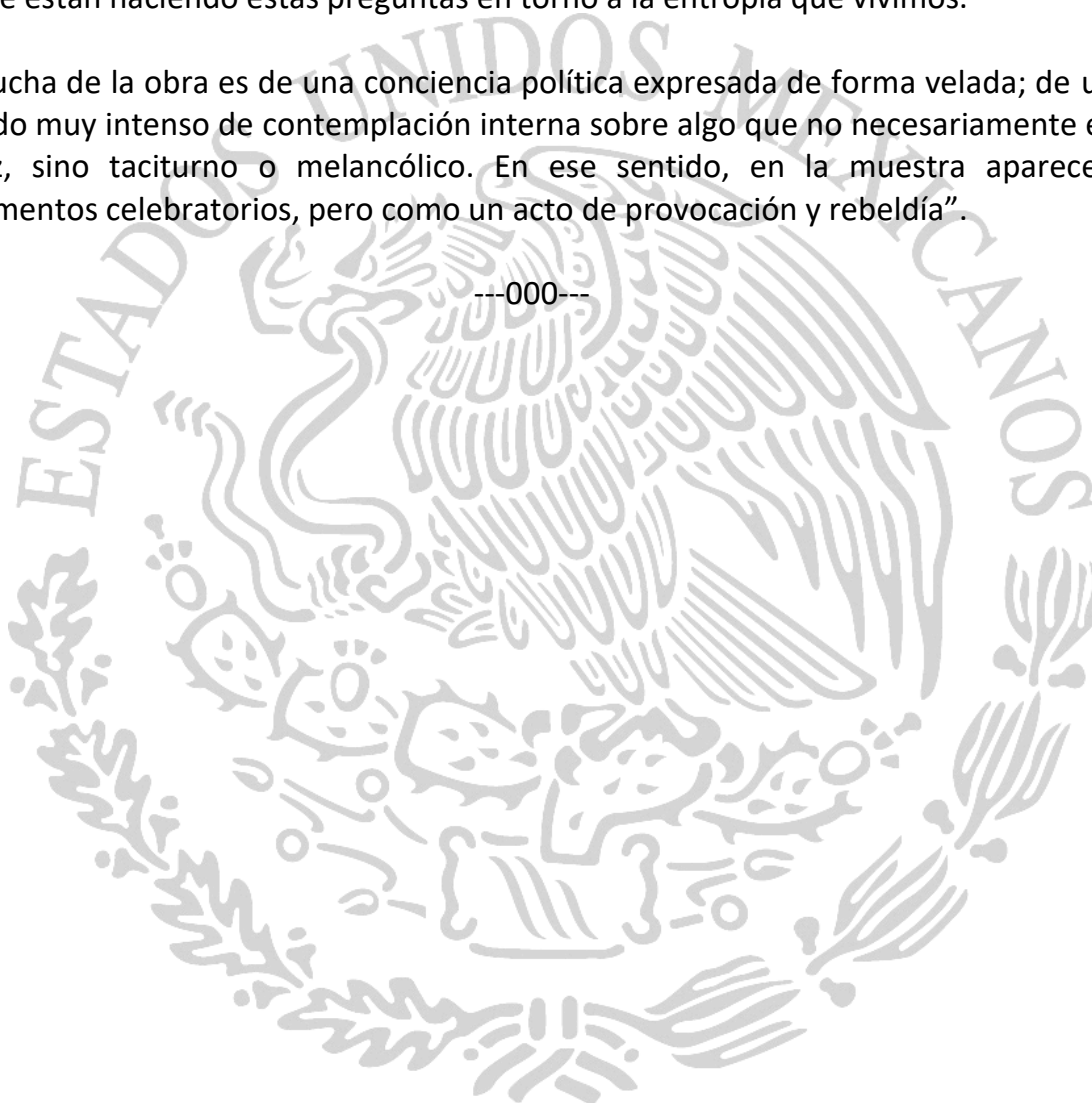 están haciendo estas preguntas en torno a la entropía que vivimos.
ucha de la obra es de una conciencia política expresada de forma velada; de u
do muy intenso de contemplación interna sobre algo que no necesariamente e
z, sino taciturno o melancólico. En ese sentido, en la muestra aparece
mentos celebratorios, pero como un acto de provocación y rebeldía”.
---000---
ESTADOS UNIDOS MEXICANOS